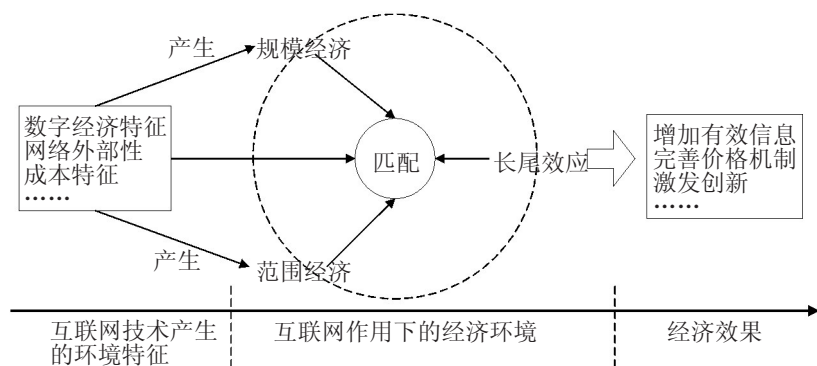 产生
规模经济
数字经济特征
网络外部性
成本特征
……
匹配
长尾效应
增加有效信息
完善价格机制
激发创新
……
产生
范围经济
互联网技术产生
的环境特征
互联网作用下的经济环境
经济效果